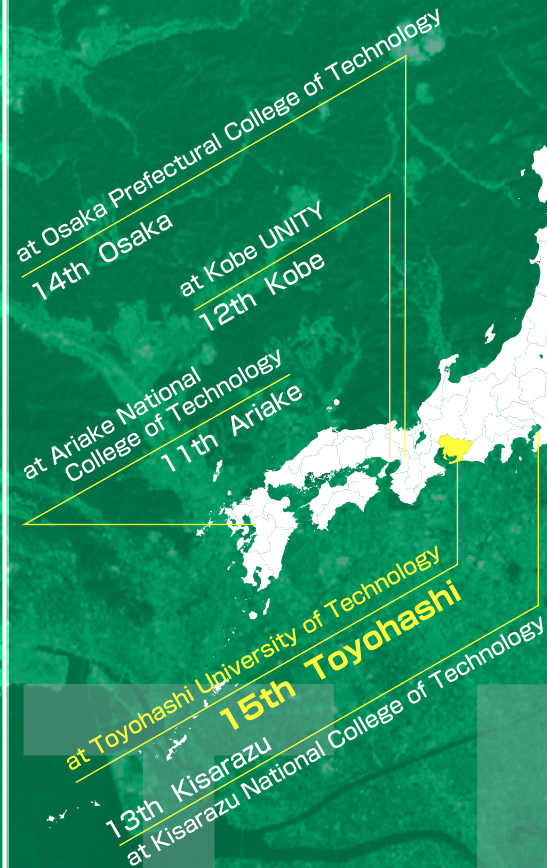 at Osaka Prefectural College of Technology
14th Osaka
at Kobe UNITY
12th Kobe
at Ariake National
College of Technology
11th Ariake
at Toyohashi University of Technology
15th Toyohashi
13th Kisarazu
at Kisarazu National College of Technology